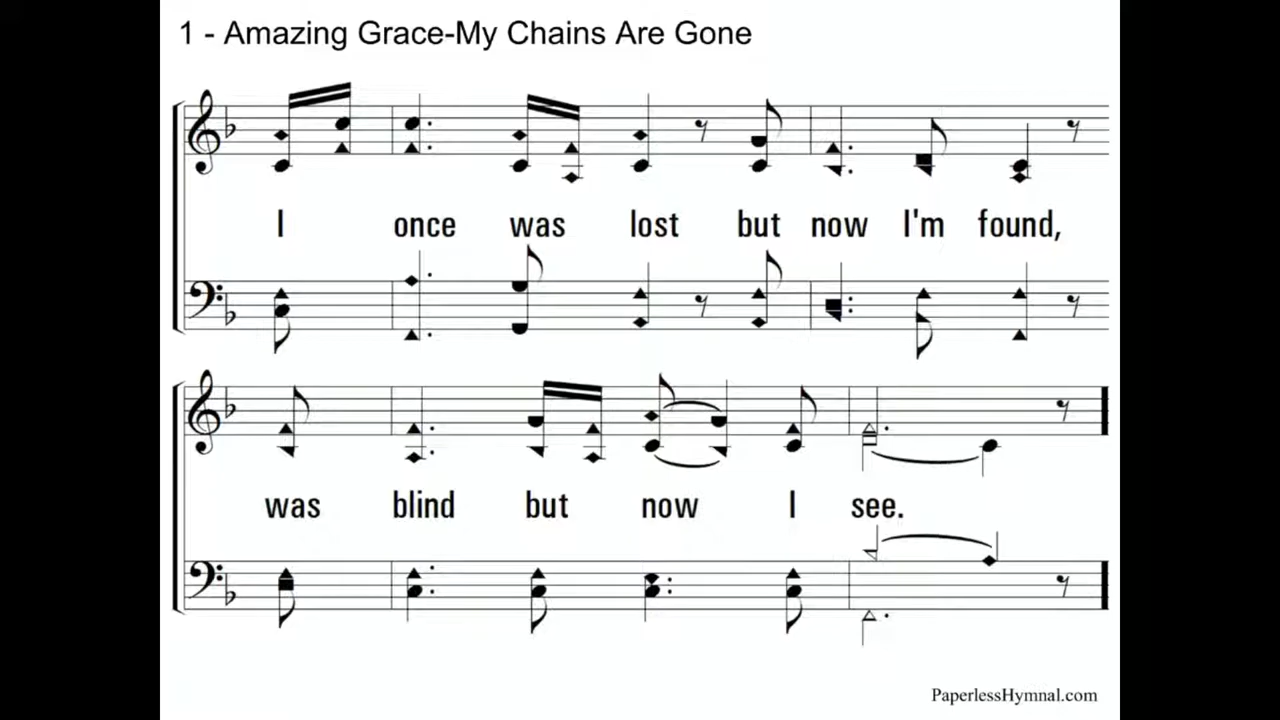 1 - Amazing Grace-My Chains Are Gone
I once was lost but now I'm found,
was blind but now I see.
PaperlessHymnal.com